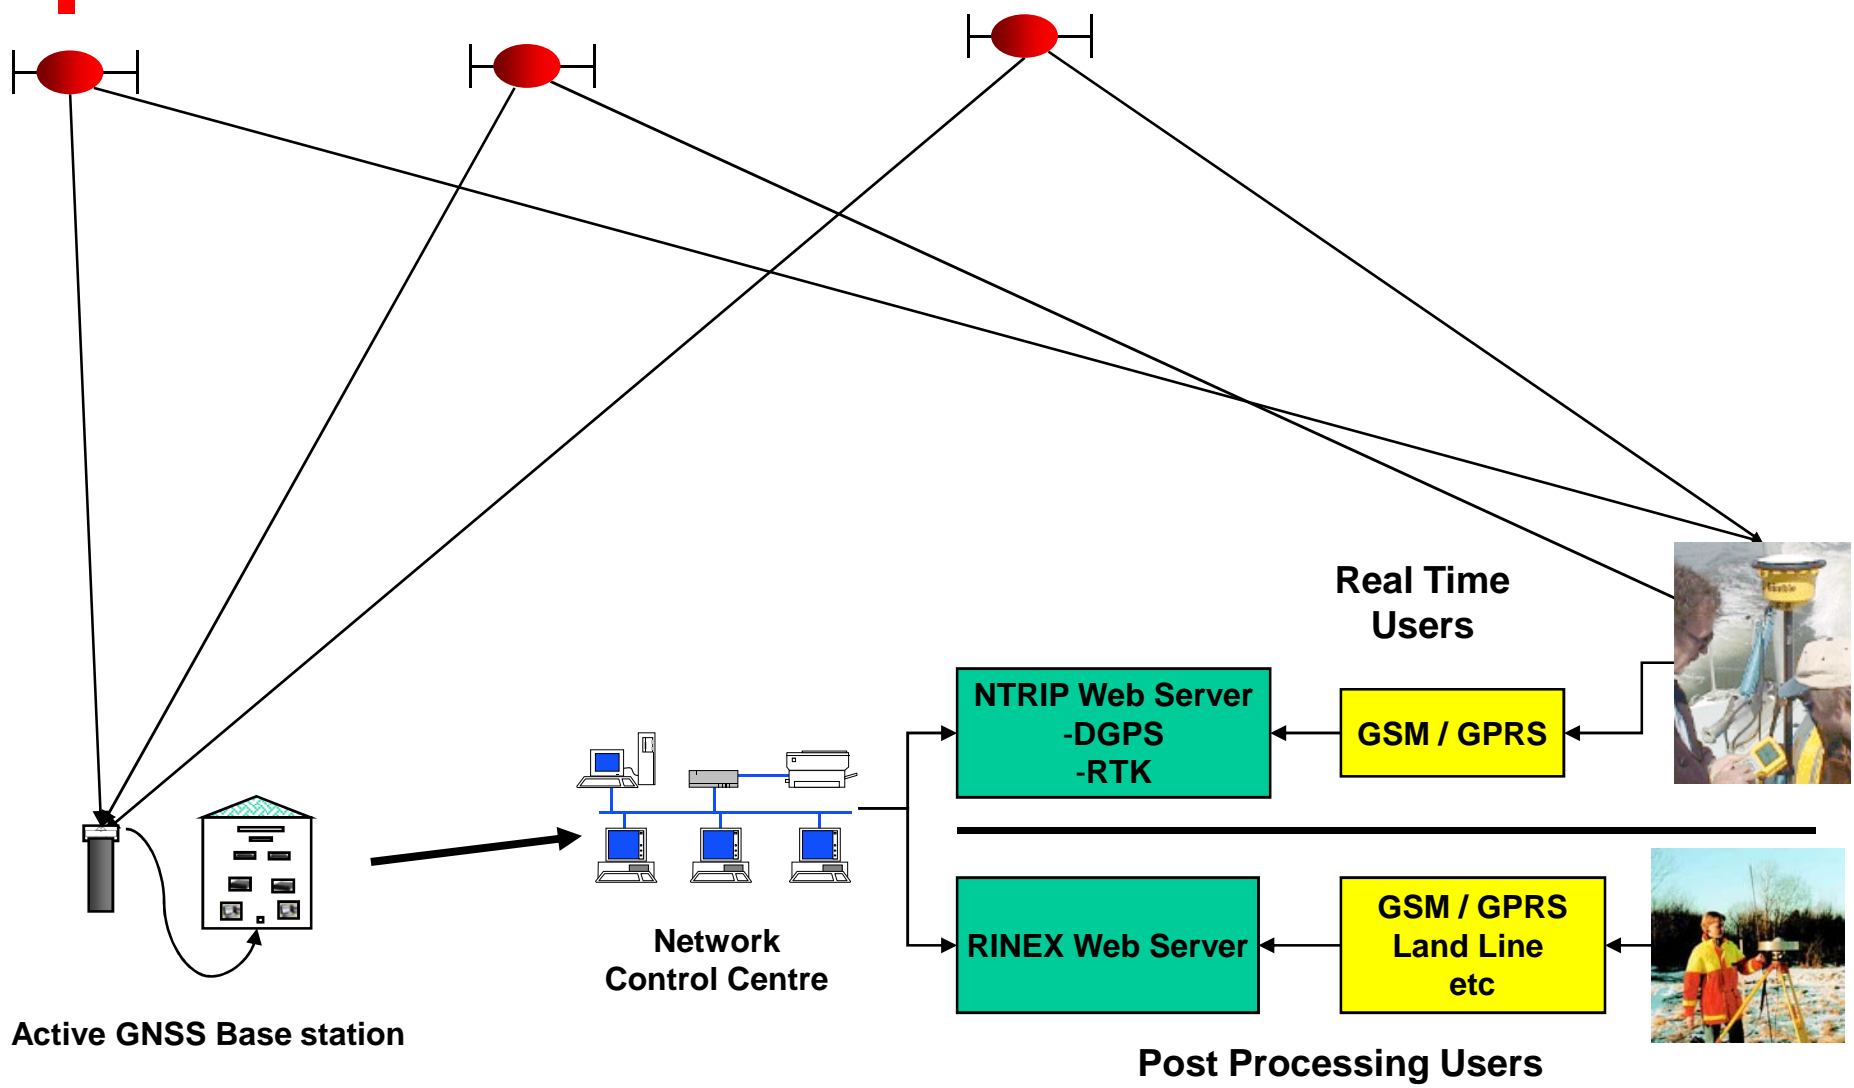 Real Time
Users
NTRIP Web Server
-DGPS
-RTK
GSM / GPRS
Network
Control Centre
RINEX Web Server
GSM / GPRS
Land Line
etc
Active GNSS Base station
Post Processing Users